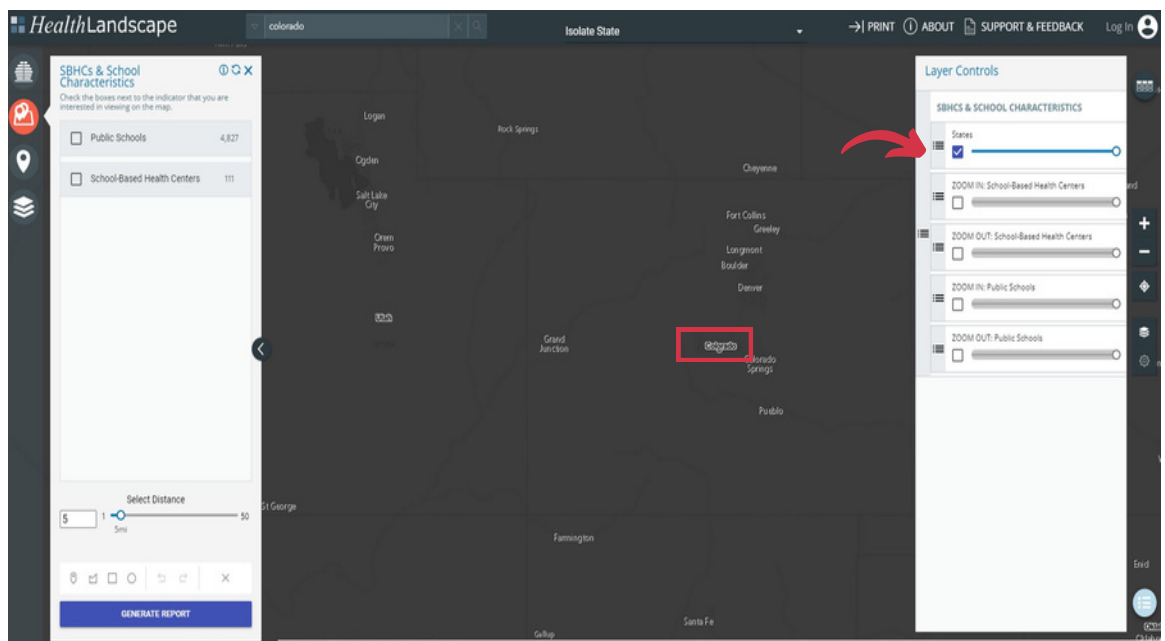 HealthLandscape
colorado
Isolate State
PRINT
ABOUT
SUPPORT & FEEDBACK
Log In
SBHCs & School
Characteristics
Check the boxes next to the indicator that you are
interested in viewing on the map.
Public Schools 4,827
School-Based Health Centers 111
Select Distance
5
1
50
5mi
GENERATE REPORT
Logan
Rock Springs
Ogden
Cheyenne
Salt Lake
City
Fort Collins
Greeley
Orem
Provo
Longmont
Boulder
Denver
Grand
Junction
Colorado
Colorado
Springs
Pueblo
St George
Farmington
Santa Fe
Gallup
Enid
Layer Controls
SBHCS & SCHOOL CHARACTERISTICS
States
ZOOM IN: School-Based Health Centers
ZOOM OUT: School-Based Health Centers
ZOOM IN: Public Schools
ZOOM OUT: Public Schools